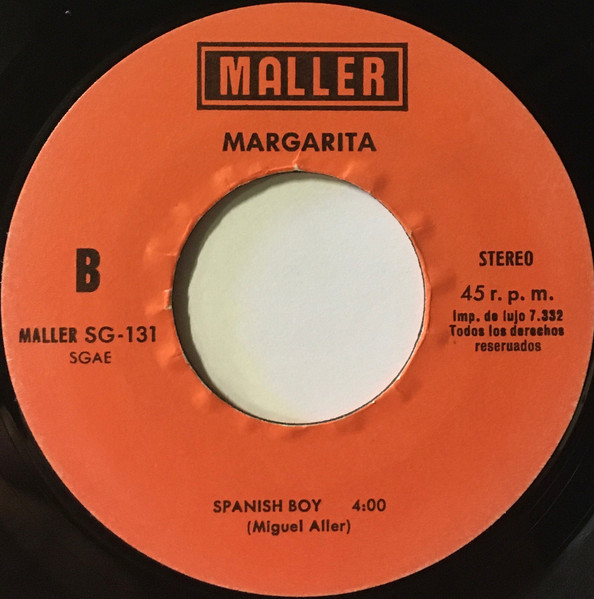 MALLER
MARGARITA
B
MALLER SG-131
SGAE
STEREO
45 r. p. m.
Imp. de lujo 7.332
Todos los derechos
reseruados
SPANISH BOY 4:00
(Miguel Aller)